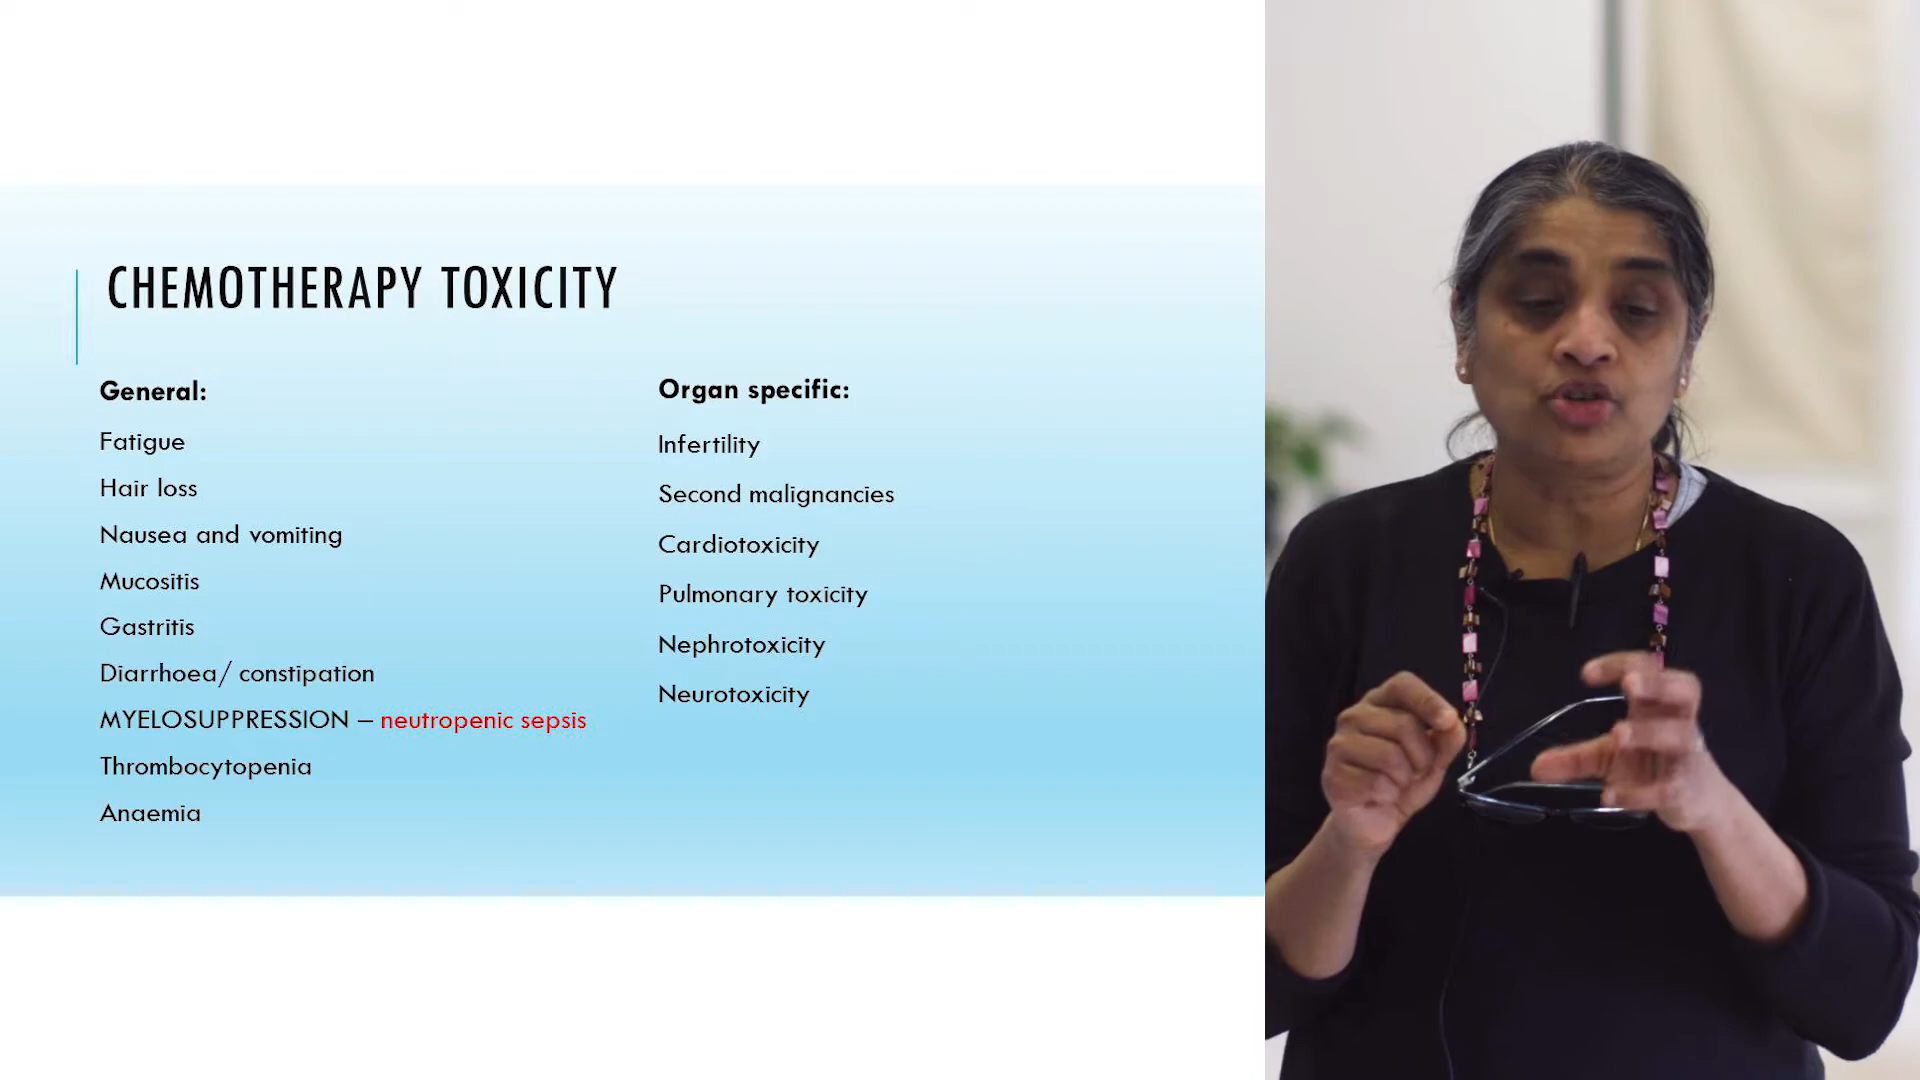 CHEMOTHERAPY TOXICITY
General:
Fatigue
Hair loss
Nausea and vomiting
Mucositis
Gastritis
Diarrhoea/ constipation
MYELOSUPPRESSION – neutropenic sepsis
Thrombocytopenia
Anaemia
Organ specific:
Infertility
Second malignancies
Cardiotoxicity
Pulmonary toxicity
Nephrotoxicity
Neurotoxicity